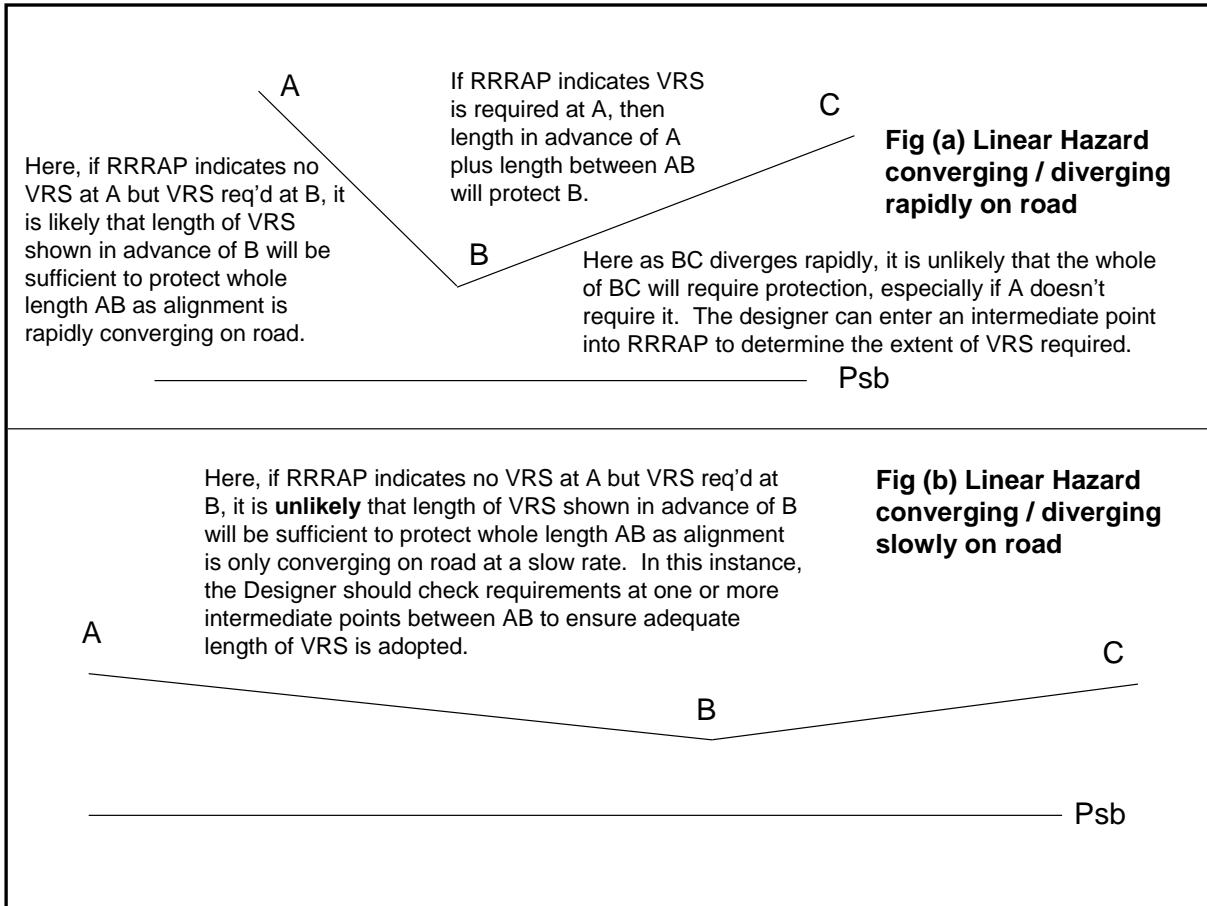 A
If RRRAP indicates VRS
is required at A, then
length in advance of A
plus length between AB
will protect B.
C
Fig (a) Linear Hazard
converging / diverging
rapidly on road
Here, if RRRAP indicates no
VRS at A but VRS req'd at B, it
is likely that length of VRS
shown in advance of B will be
sufficient to protect whole
length AB as alignment is
rapidly converging on road.
B
Here as BC diverges rapidly, it is unlikely that the whole
of BC will require protection, especially if A doesn't
require it.  The designer can enter an intermediate point
into RRRAP to determine the extent of VRS required.
Psb
Here, if RRRAP indicates no VRS at A but VRS req'd at
B, it is unlikely that length of VRS shown in advance of B
will be sufficient to protect whole length AB as alignment
is only converging on road at a slow rate.  In this instance,
the Designer should check requirements at one or more
intermediate points between AB to ensure adequate
length of VRS is adopted.
Fig (b) Linear Hazard
converging / diverging
slowly on road
A
C
B
Psb